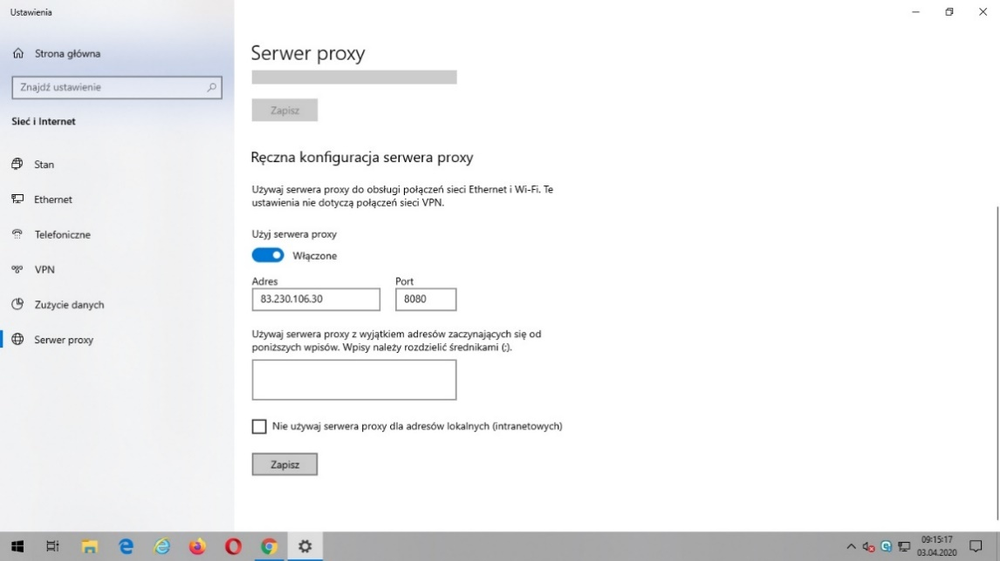 Ustawienia
Strona główna
Znajdź ustawienie
Sieć i Internet
Stan
Ethernet
Telefoniczne
VPN
Zużycie danych
Serwer proxy
Serwer proxy
Zapisz
Ręczna konfiguracja serwera proxy
Używaj serwera proxy do obsługi połączeń sieci Ethernet i Wi-Fi. Te
ustawienia nie dotyczą połączeń sieci VPN.
Użyj serwera proxy
Włączone
Adres Port
83.230.106.30 8080
Używaj serwera proxy z wyjątkiem adresów zaczynających się od
poniższych wpisów. Wpisy należy rozdzielić średnikami (;).
Nie używaj serwera proxy dla adresów lokalnych (intranetowych)
Zapisz
09:15:17
03.04.2020